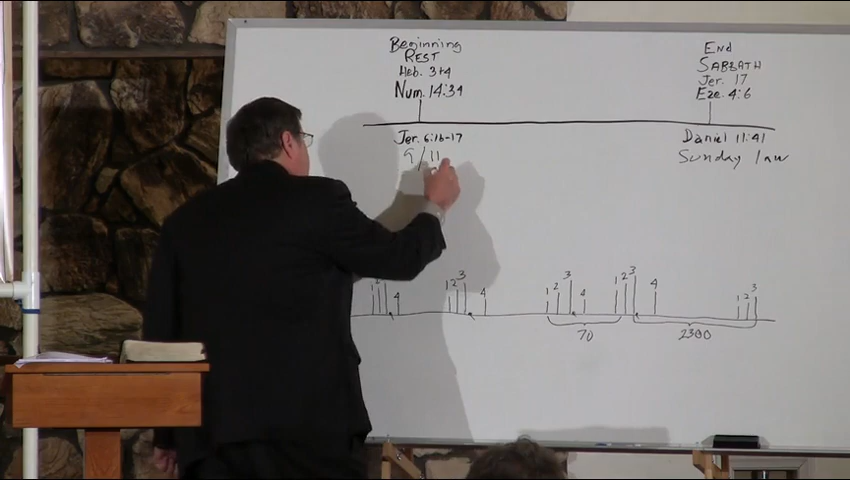 Beginning
REST
Heb. 3+4
Num. 14:34
End
SABBATH
Jer. 17
Eze. 4:6
Jer. 6:16-17
9/11
Daniel 11:41
Sunday law
1 2 3 4
1 2 3 4
1 2 3 4
1 2 3 4
1 2 3
70
2300